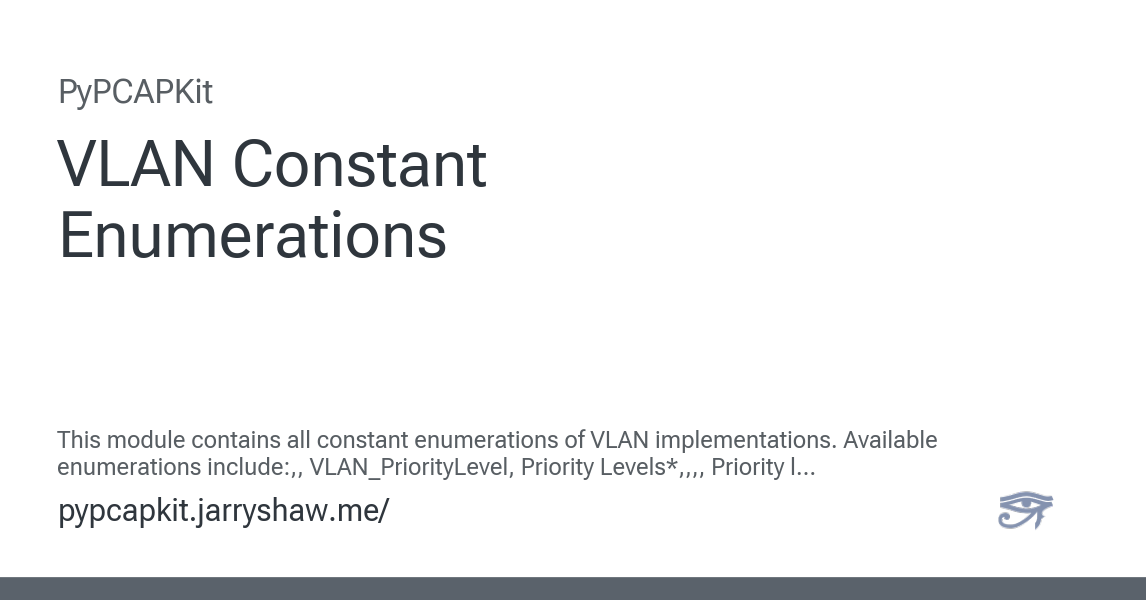 PyPCAPKit
VLAN Constant
Enumerations
This module contains all constant enumerations of VLAN implementations. Available
enumerations include:,, VLAN_PriorityLevel, Priority Levels*,,,, Priority l...
pypcapkit.jarryshaw.me/